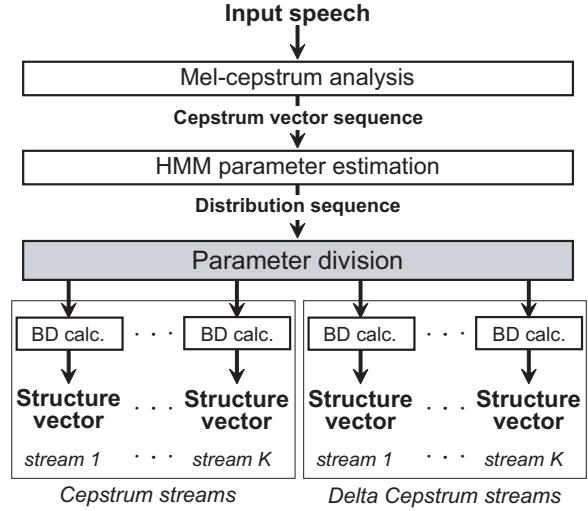 Input speech
Mel-cepstrum analysis
Cepstrum vector sequence
HMM parameter estimation
Distribution sequence
Parameter division
BD calc. · · · BD calc. BD calc. · · · BD calc.
Structure vector · · · Structure vector Structure vector · · · Structure vector
stream 1 · · · stream K stream 1 · · · stream K
Cepstrum streams Delta Cepstrum streams